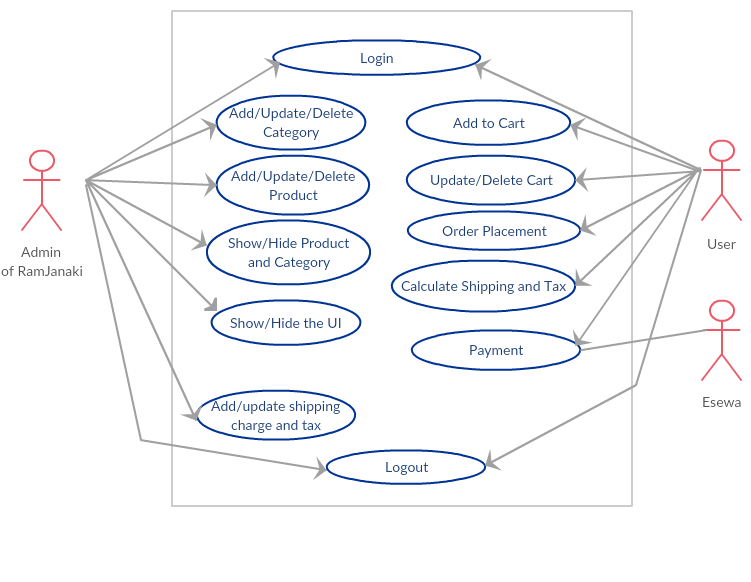 Login
Add/Update/Delete
Category
Add to Cart
Add/Update/Delete
Product
Update/Delete Cart
Admin
of RamJanaki
Show/Hide Product
and Category
Order Placement
User
Calculate Shipping and Tax
Show/Hide the UI
Payment
Esewa
Add/update shipping
charge and tax
Logout